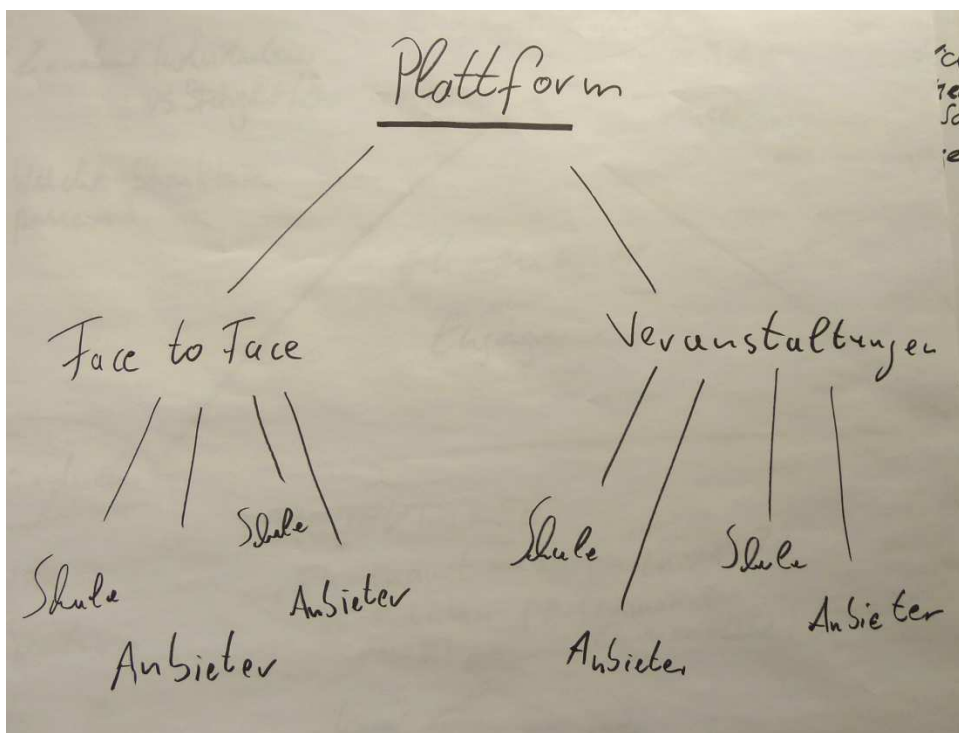 Plattform
Face to Face
Veranstaltungen
Schule
Anbieter
Schule
Anbieter
Schule
Anbieter
Schule
Anbieter